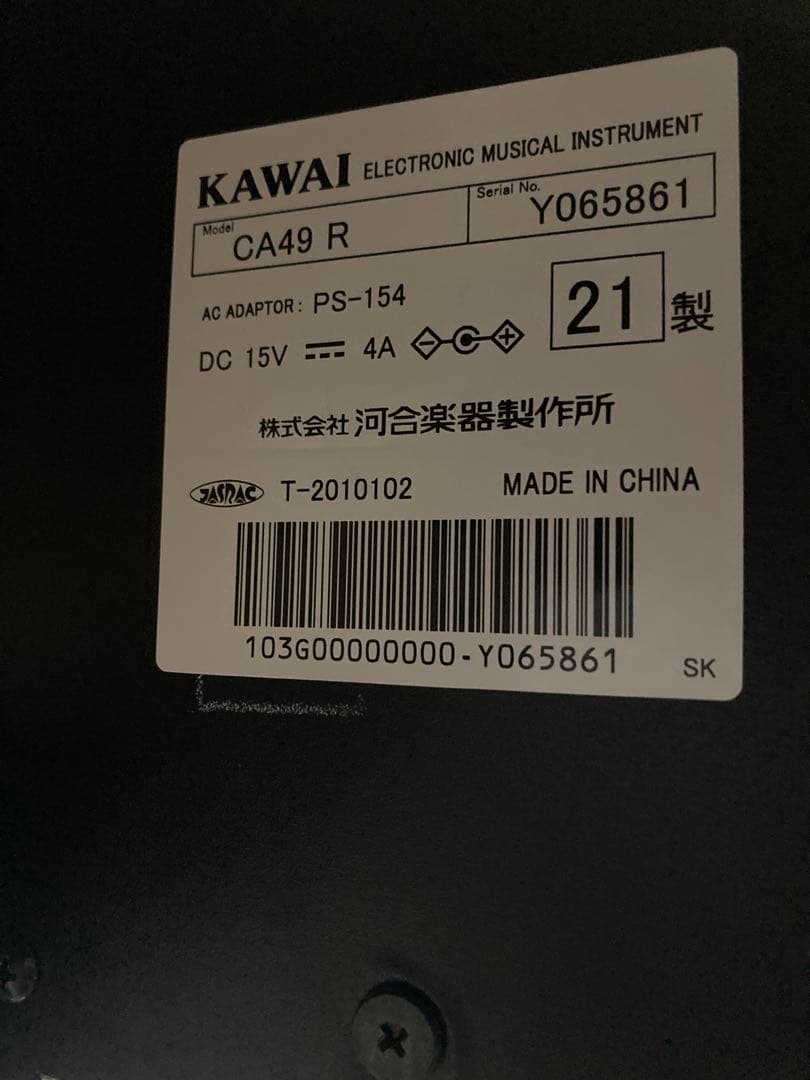 KAWAI ELECTRONIC MUSICAL INSTRUMENT
Model CA49 R Serial No. Y065861
AC ADAPTOR: PS-154
DC 15V 4A 21 製
株式会社 河合楽器製作所
JASRAC T-2010102 MADE IN CHINA
103G00000000-Y065861 SK